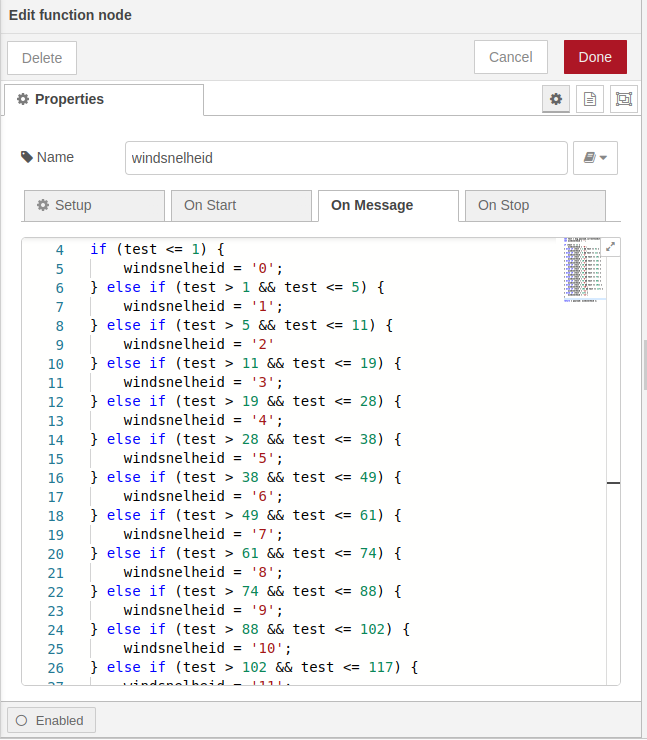 Edit function node
Delete
Cancel
Done
Properties
Name
windsnelheid
Setup
On Start
On Message
On Stop
4 if (test <= 1) {
5 windsnelheid = '0';
6 } else if (test > 1 && test <= 5) {
7 windsnelheid = '1';
8 } else if (test > 5 && test <= 11) {
9 windsnelheid = '2'
10 } else if (test > 11 && test <= 19) {
11 windsnelheid = '3';
12 } else if (test > 19 && test <= 28) {
13 windsnelheid = '4';
14 } else if (test > 28 && test <= 38) {
15 windsnelheid = '5';
16 } else if (test > 38 && test <= 49) {
17 windsnelheid = '6';
18 } else if (test > 49 && test <= 61) {
19 windsnelheid = '7';
20 } else if (test > 61 && test <= 74) {
21 windsnelheid = '8';
22 } else if (test > 74 && test <= 88) {
23 windsnelheid = '9';
24 } else if (test > 88 && test <= 102) {
25 windsnelheid = '10';
26 } else if (test > 102 && test <= 117) {
27 windsnelheid = '11';
Enabled